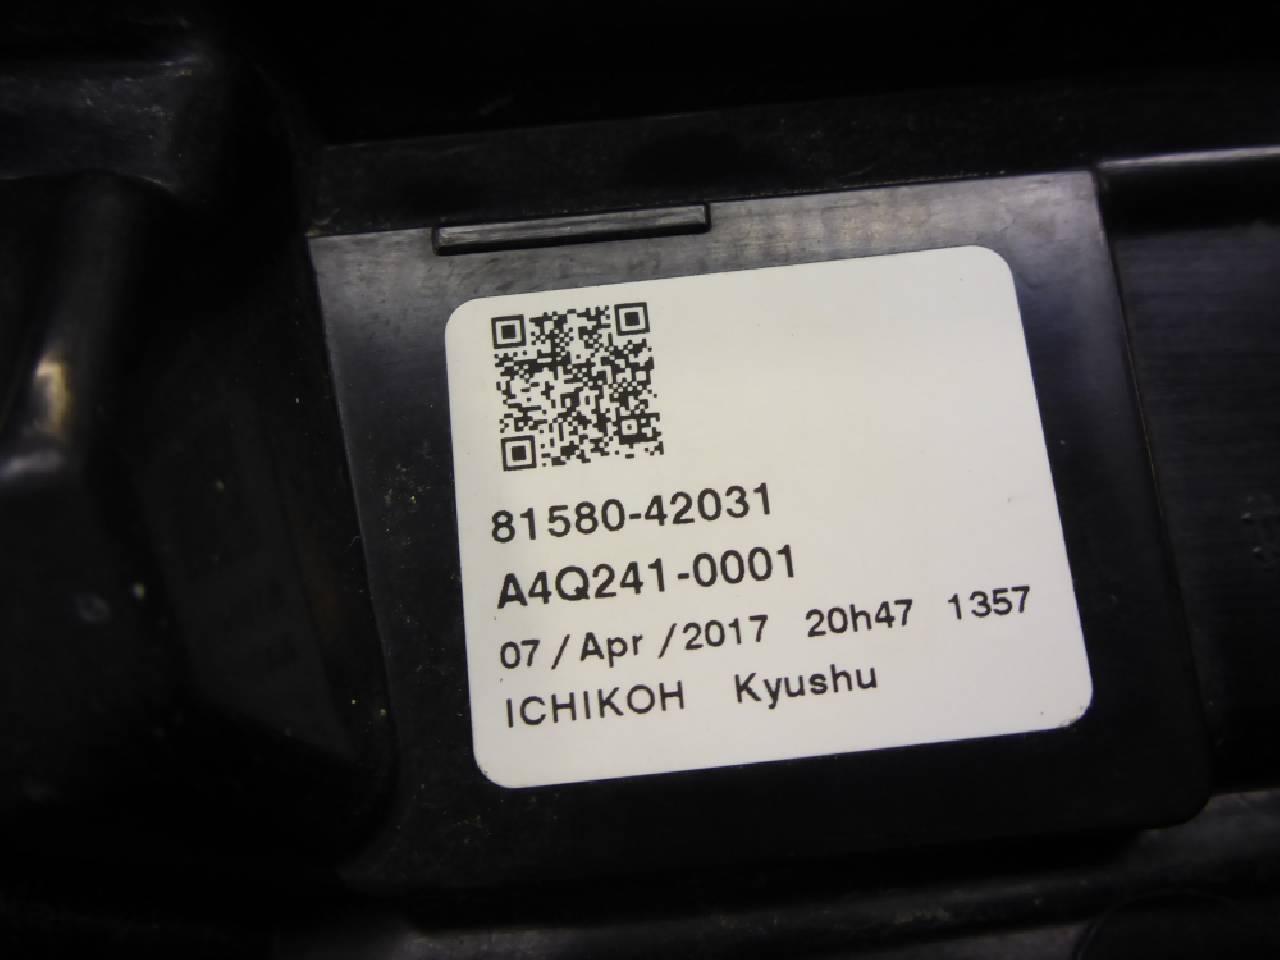 81580-42031
A4Q241-0001
07/Apr/2017 20h47 1357
ICHIKOH Kyushu